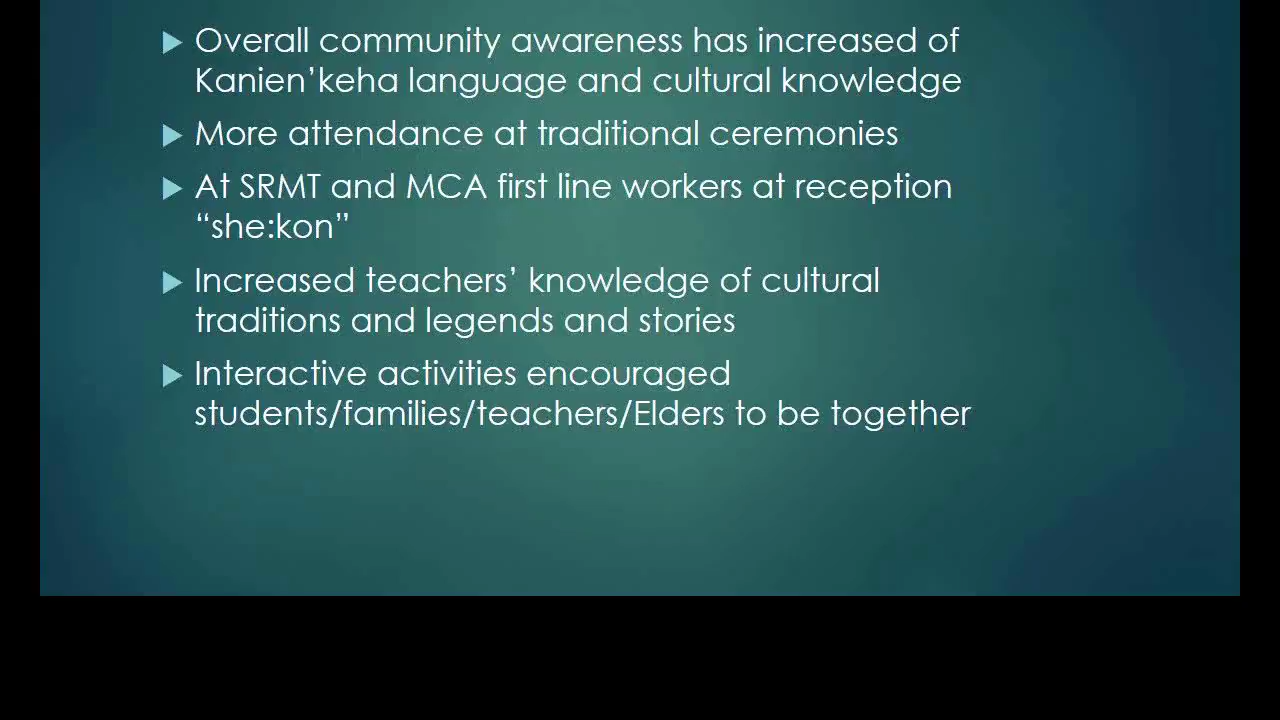 Overall community awareness has increased of
Kanien’keha language and cultural knowledge
More attendance at traditional ceremonies
At SRMT and MCA first line workers at reception
“she:kon”
Increased teachers’ knowledge of cultural
traditions and legends and stories
Interactive activities encouraged
students/families/teachers/Elders to be together